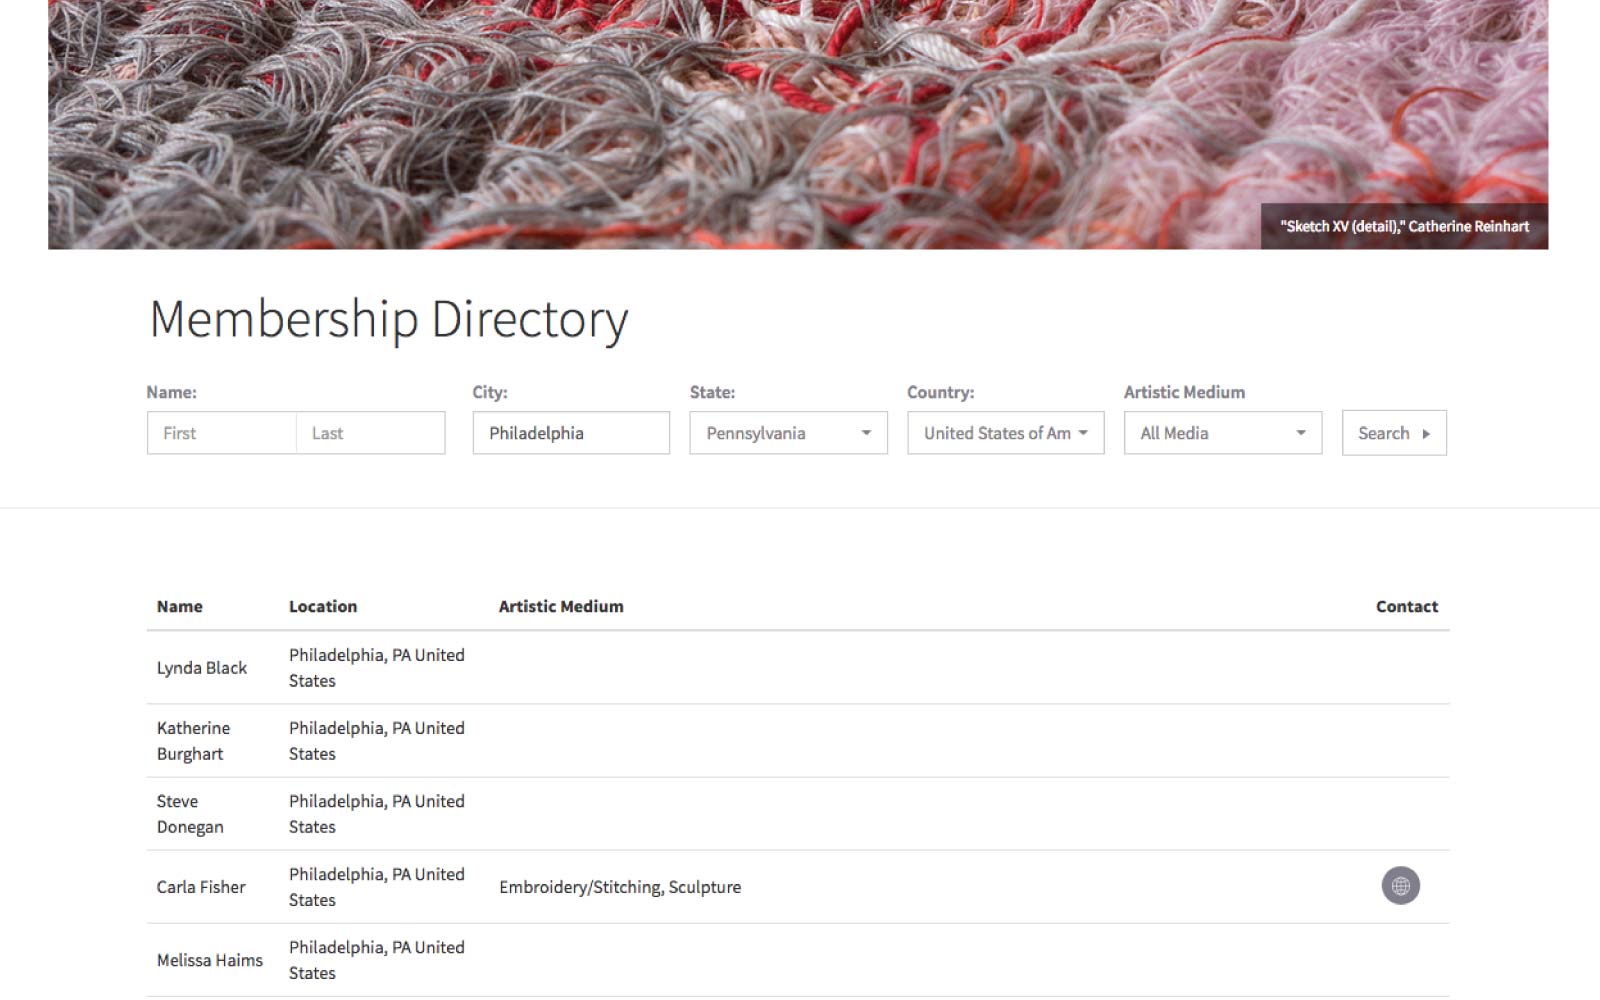 "Sketch XV (detail)," Catherine Reinhart
Membership Directory
Name: City: State: Country: Artistic Medium
First Last Philadelphia Pennsylvania United States of Am All Media Search
Name Location Artistic Medium Contact
Lynda Black Philadelphia, PA United
States
Katherine Philadelphia, PA United
Burghart States
Steve Philadelphia, PA United
Donegan States
Carla Fisher Philadelphia, PA United
States Embroidery/Stitching, Sculpture
Melissa Haims Philadelphia, PA United
States